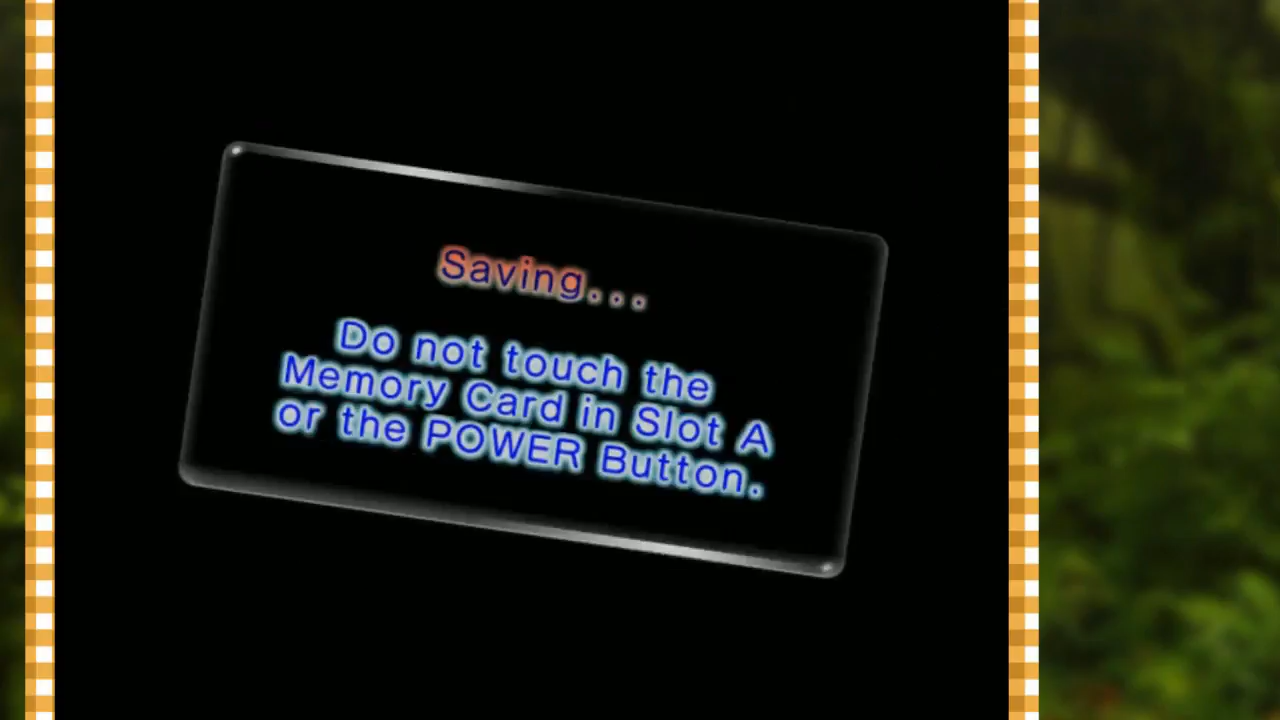 Saving...
Do not touch the
Memory Card in Slot A
or the POWER Button.